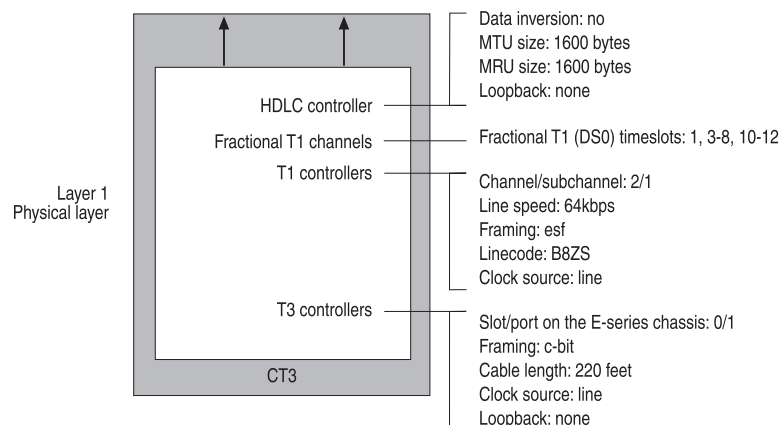 Data inversion: no
MTU size: 1600 bytes
MRU size: 1600 bytes
Loopback: none
HDLC controller
Fractional T1 channels
Fractional T1 (DS0) timeslots: 1, 3-8, 10-12
T1 controllers
Channel/subchannel: 2/1
Line speed: 64kbps
Framing: esf
Linecode: B8ZS
Clock source: line
Layer 1
Physical layer
T3 controllers
Slot/port on the E-series chassis: 0/1
Framing: c-bit
Cable length: 220 feet
Clock source: line
Loopback: none
CT3